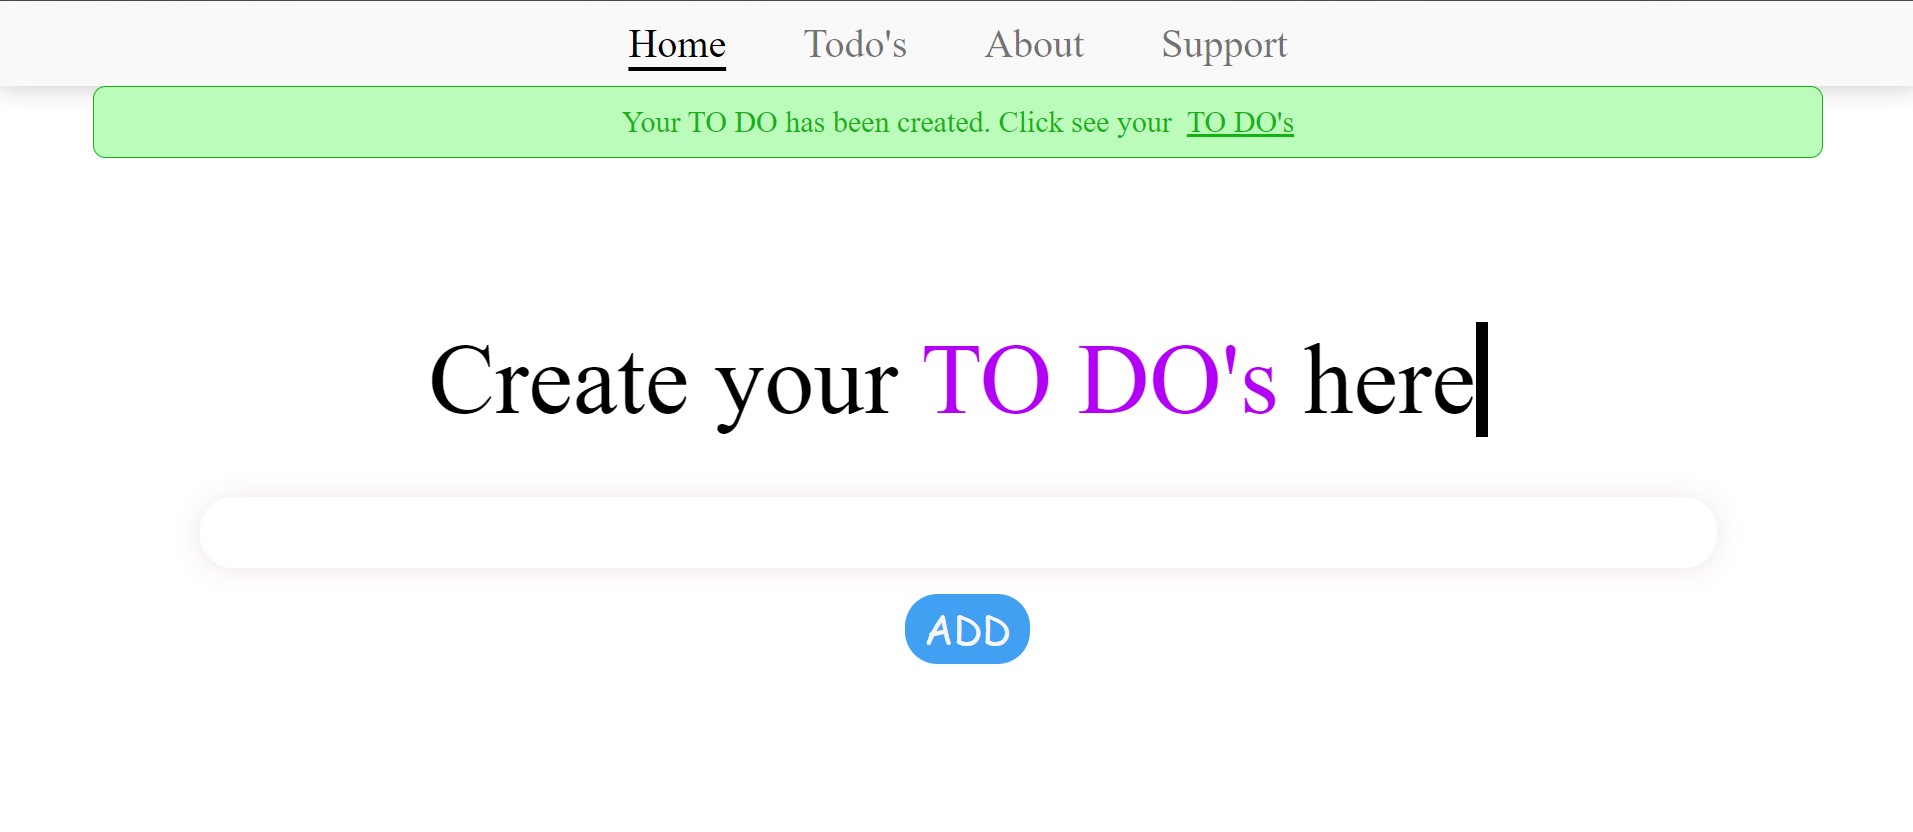 Home Todo's About Support
Your TO DO has been created. Click see your TO DO's
Create your TO DO's here
ADD